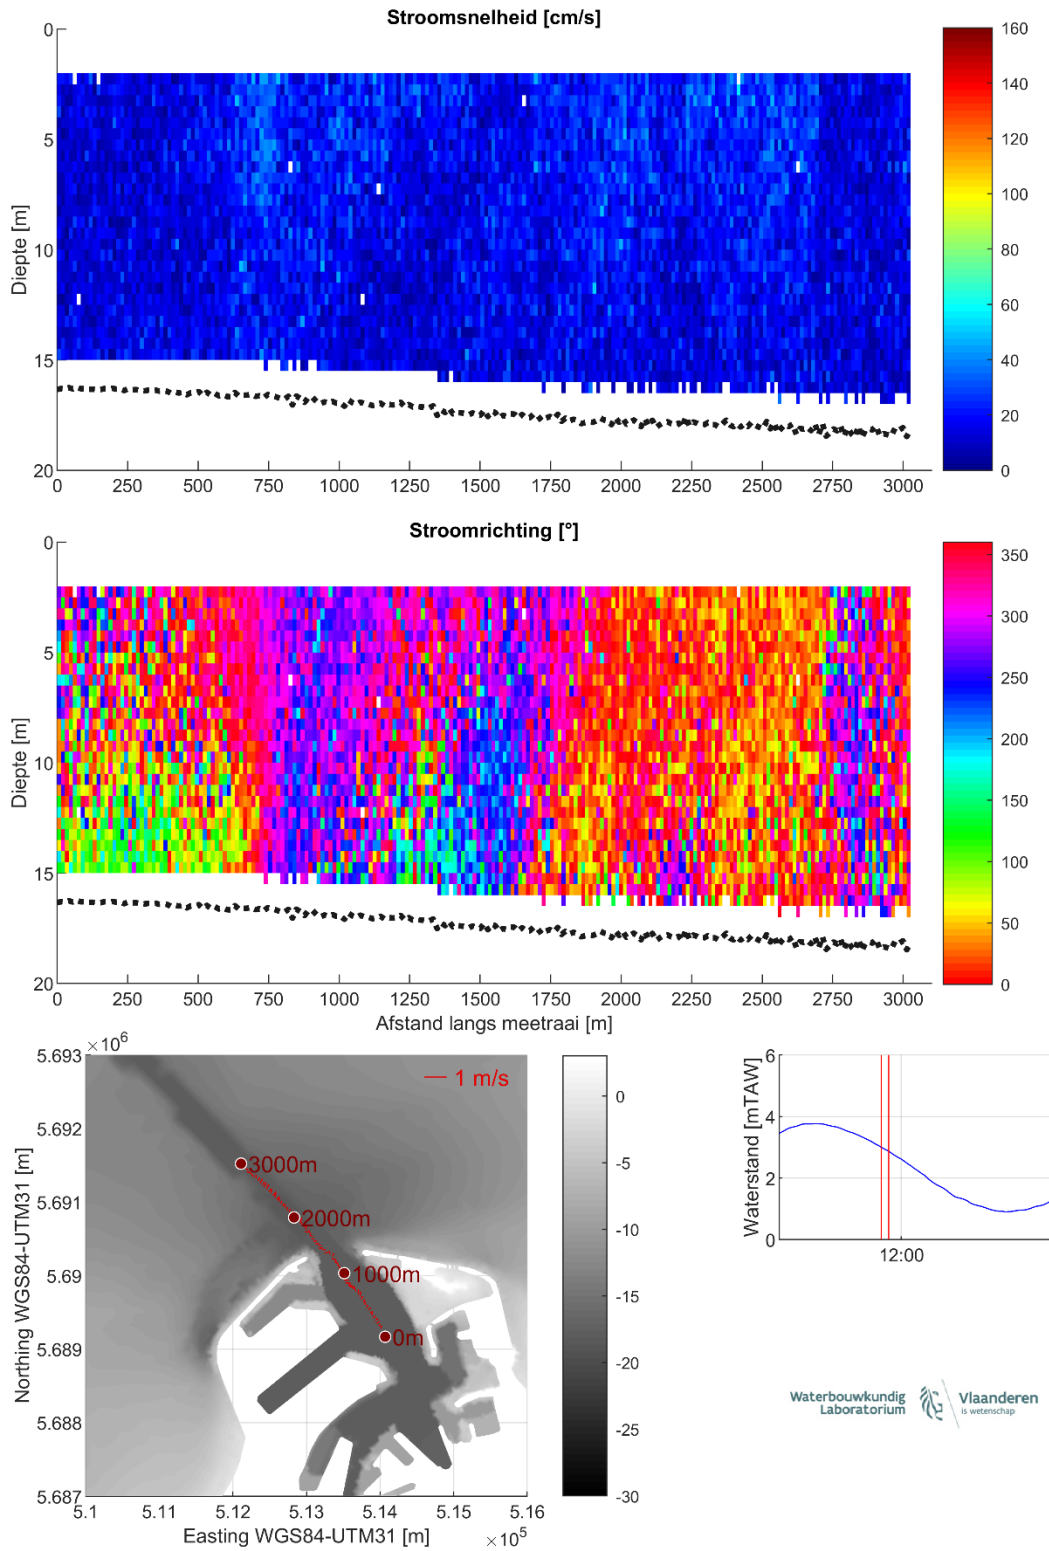 Stroomsnelheid [cm/s]
0
5
10
15
20
Diepte [m]
0 250 500 750 1000 1250 1500 1750 2000 2250 2500 2750 3000
160
140
120
100
80
60
40
20
0
Stroomrichting [°]
0
5
10
15
20
Diepte [m]
0 250 500 750 1000 1250 1500 1750 2000 2250 2500 2750 3000
Afstand langs meetraai [m]
350
300
250
200
150
100
50
0
×10⁶
5.693
5.692
5.691
5.69
5.689
5.688
5.687
Northing WGS84-UTM31 [m]
1 m/s
3000m
2000m
1000m
0m
5.1 5.12 5.13 5.14 5.15 5.16
Easting WGS84-UTM31 [m]
×10⁵
0
-5
-10
-15
-20
-25
-30
6
4
2
0
Waterstand [mTAW]
12:00
Waterbouwkundig
Laboratorium
Vlaanderen
is wetenschap